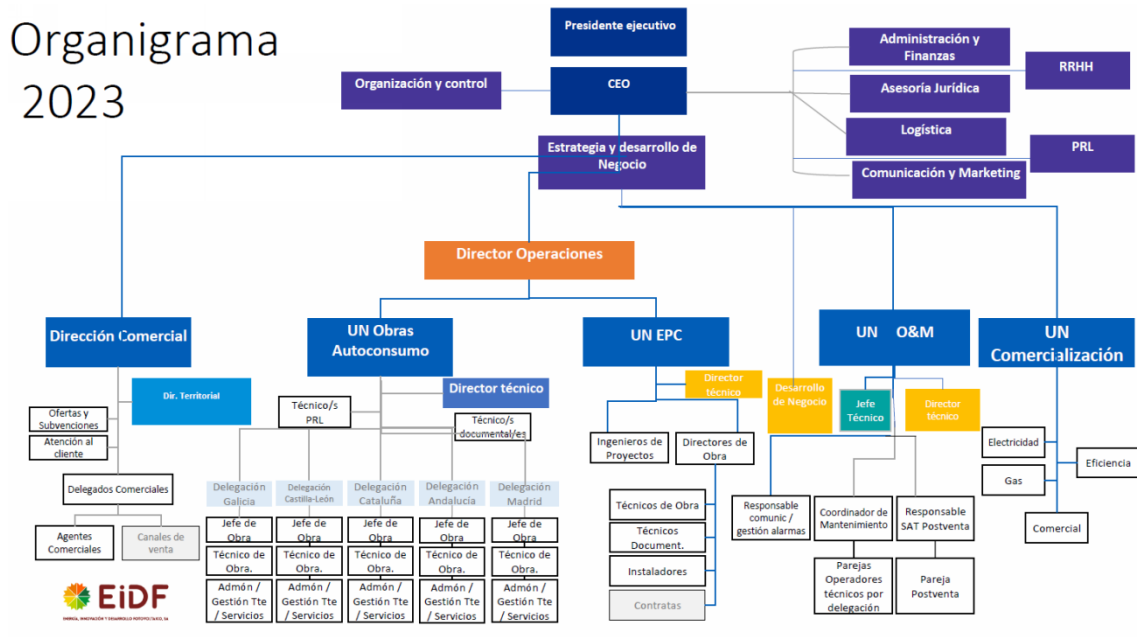 Organigrama
2023
Presidente ejecutivo
CEO
Organización y control
Administración y
Finanzas
RRHH
Asesoría Jurídica
Logística
PRL
Comunicación y Marketing
Estrategia y desarrollo de
Negocio
Director Operaciones
Dirección Comercial
UN Obras
Autoconsumo
UN EPC
UN O&M
UN
Comercialización
Dir. Territorial
Ofertas y
Subvenciones
Atención al
cliente
Delegados Comerciales
Agentes
Comerciales
Canales de
venta
Director técnico
Técnico/s
PRL
Técnico/s
documental/es
Delegación
Galicia
Delegación
Castilla-León
Delegación
Cataluña
Delegación
Andalucía
Delegación
Madrid
Jefe de
Obra
Jefe de
Obra
Jefe de
Obra
Jefe de
Obra
Jefe de
Obra
Técnico de
Obra.
Técnico de
Obra.
Técnico de
Obra.
Técnico de
Obra.
Técnico de
Obra.
Admón /
Gestión Tte
/ Servicios
Admón /
Gestión Tte
/ Servicios
Admón /
Gestión Tte
/ Servicios
Admón /
Gestión Tte
/ Servicios
Admón /
Gestión Tte
/ Servicios
Director
técnico
Ingenieros de
Proyectos
Directores de
Obra
Técnicos de Obra
Técnicos
Document.
Instaladores
Contratas
Desarrollo
de Negocio
Jefe
Técnico
Director
técnico
Responsable
comunic /
gestión alarmas
Coordinador de
Mantenimiento
Responsable
SAT Postventa
Parejas
Operadores
técnicos por
delegación
Pareja
Postventa
Electricidad
Eficiencia
Gas
Comercial
EiDF
ENERGÍA, INNOVACIÓN Y DESARROLLO FOTOVOLTAICO, SA